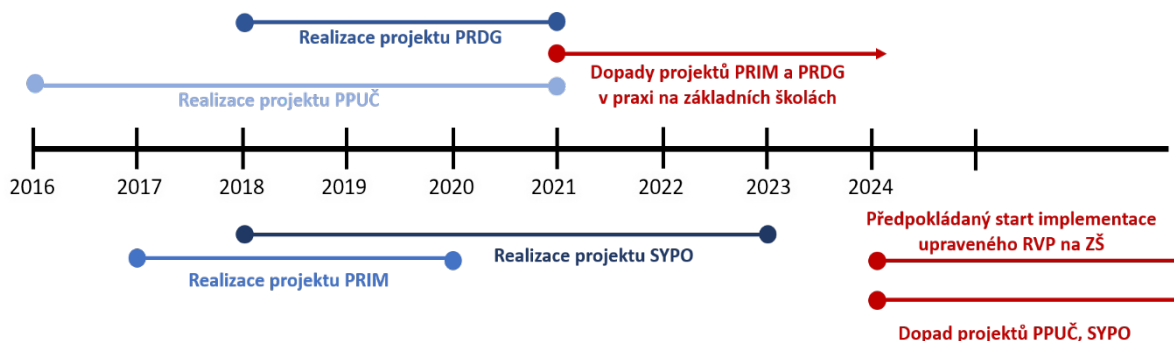 Realizace projektu PRDG
Dopady projektů PRIM a PRDG
v praxi na základních školách
Realizace projektu PPUČ
2016 2017 2018 2019 2020 2021 2022 2023 2024
Předpokládaný start implementace
upraveného RVP na ZŠ
Realizace projektu SYPO
Realizace projektu PRIM
Dopad projektů PPUČ, SYPO